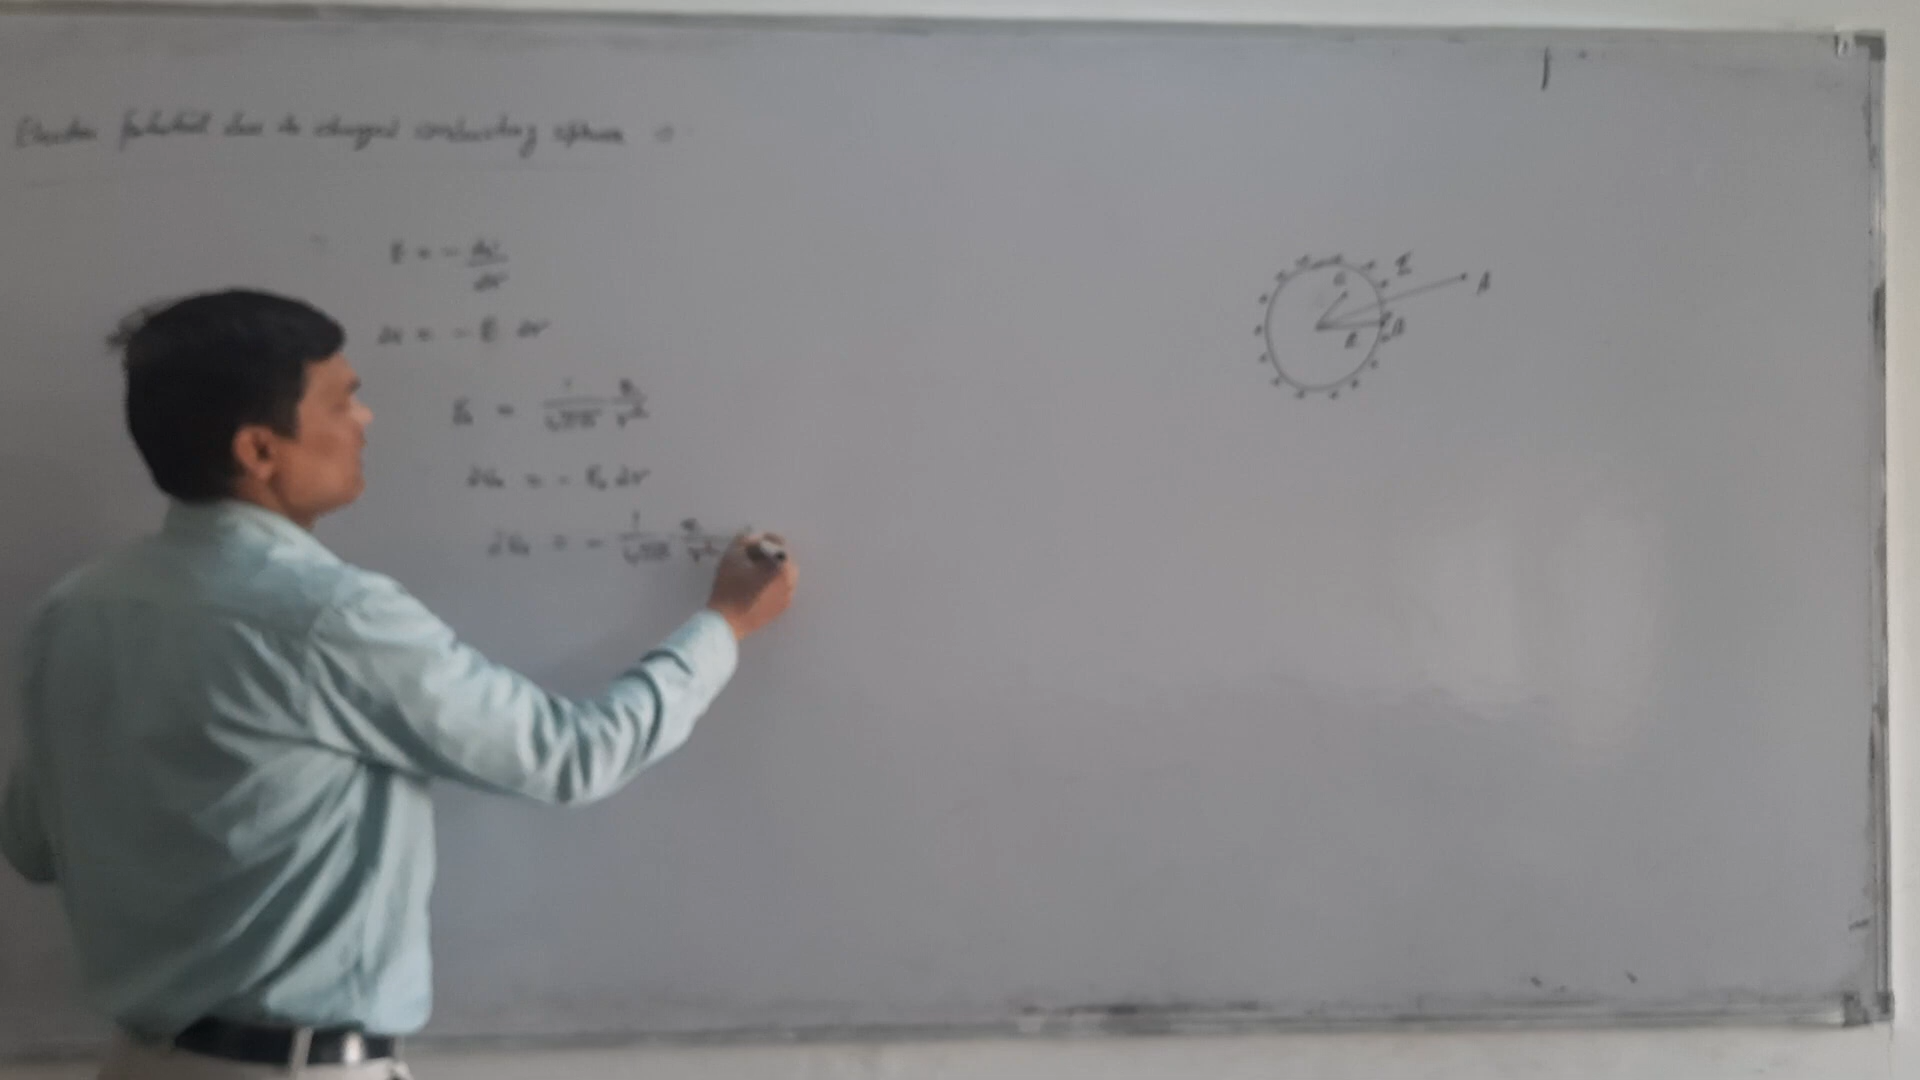 Electric potential due to charged conducting sphere :-
E = - dv/dr
dv = - E dr
E₀ = 1/4πε₀ q/r²
dv₀ = - E₀ dr
dv₀ = - 1/4πε₀ q/r²
Σ
A
B
R